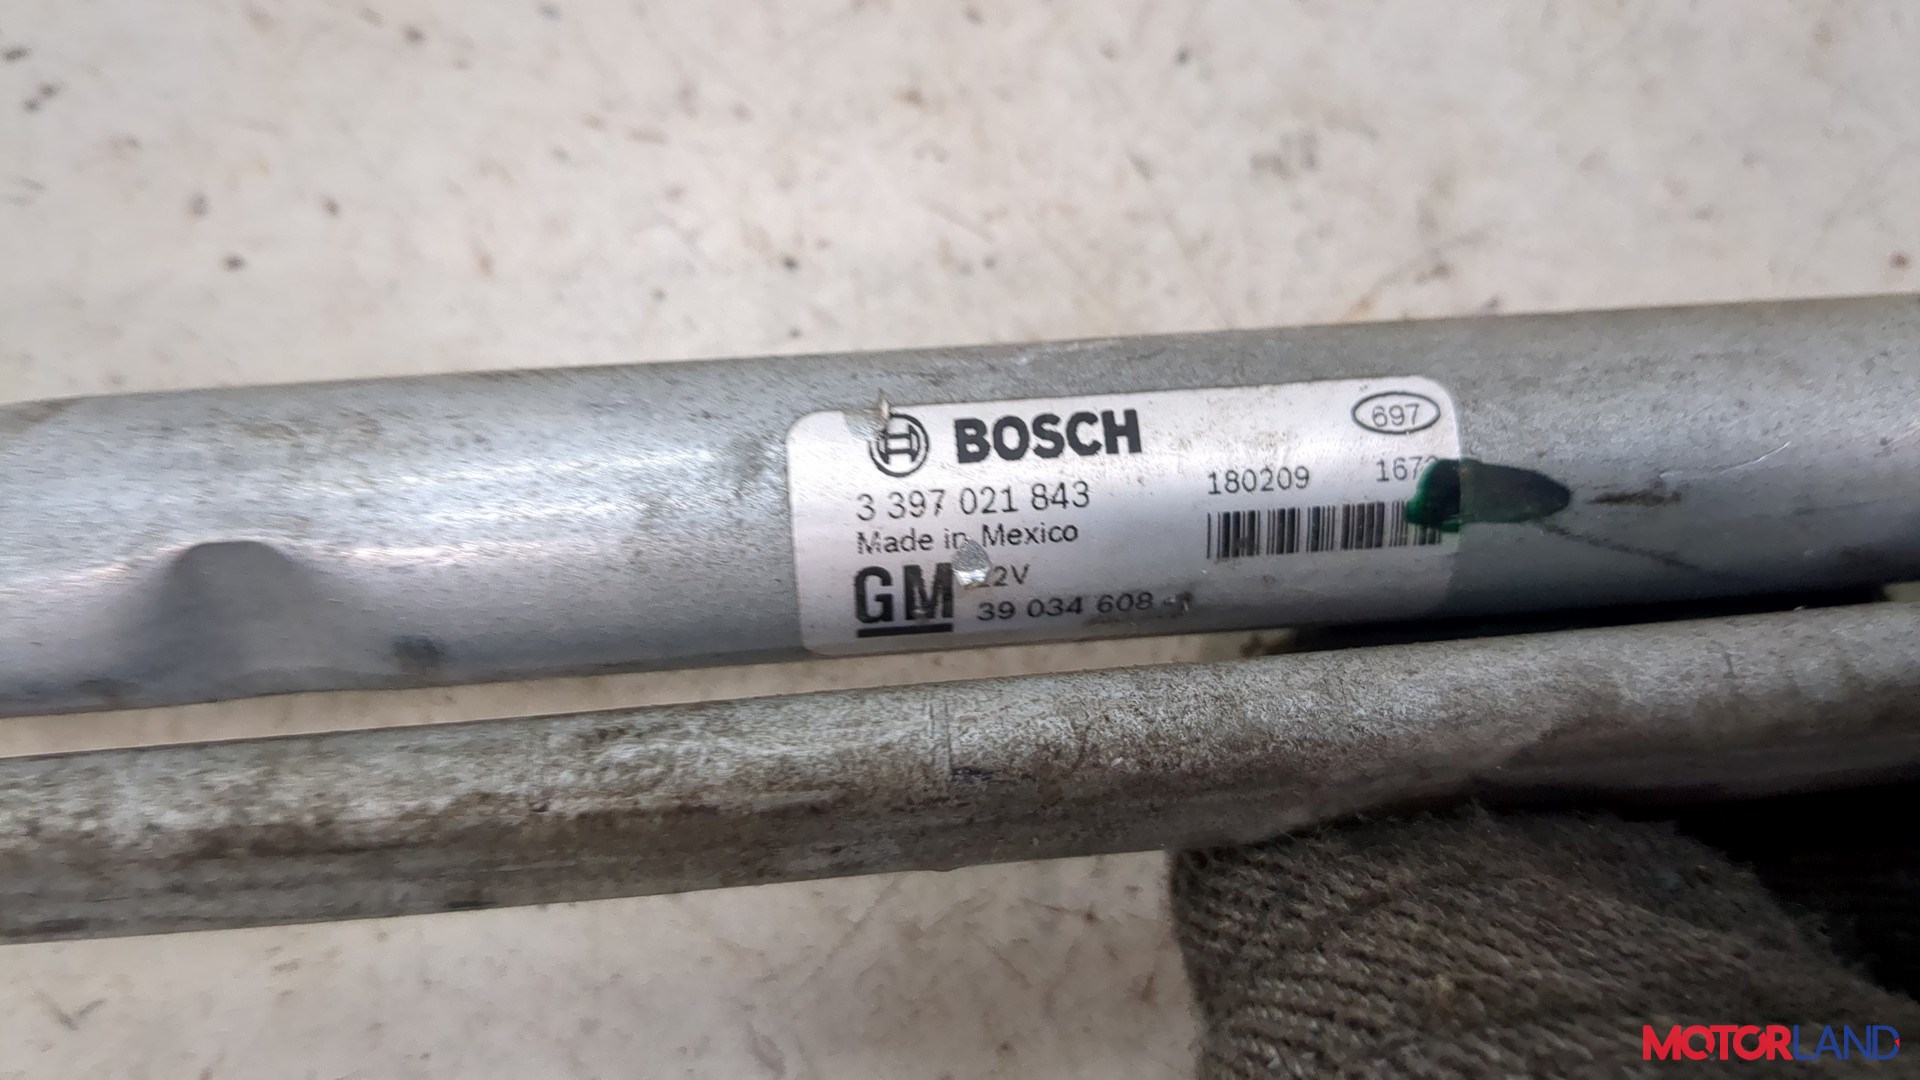 BOSCH
697
3 397 021 843
180209
Made in Mexico
GM
39 034 608
MOTORLAND